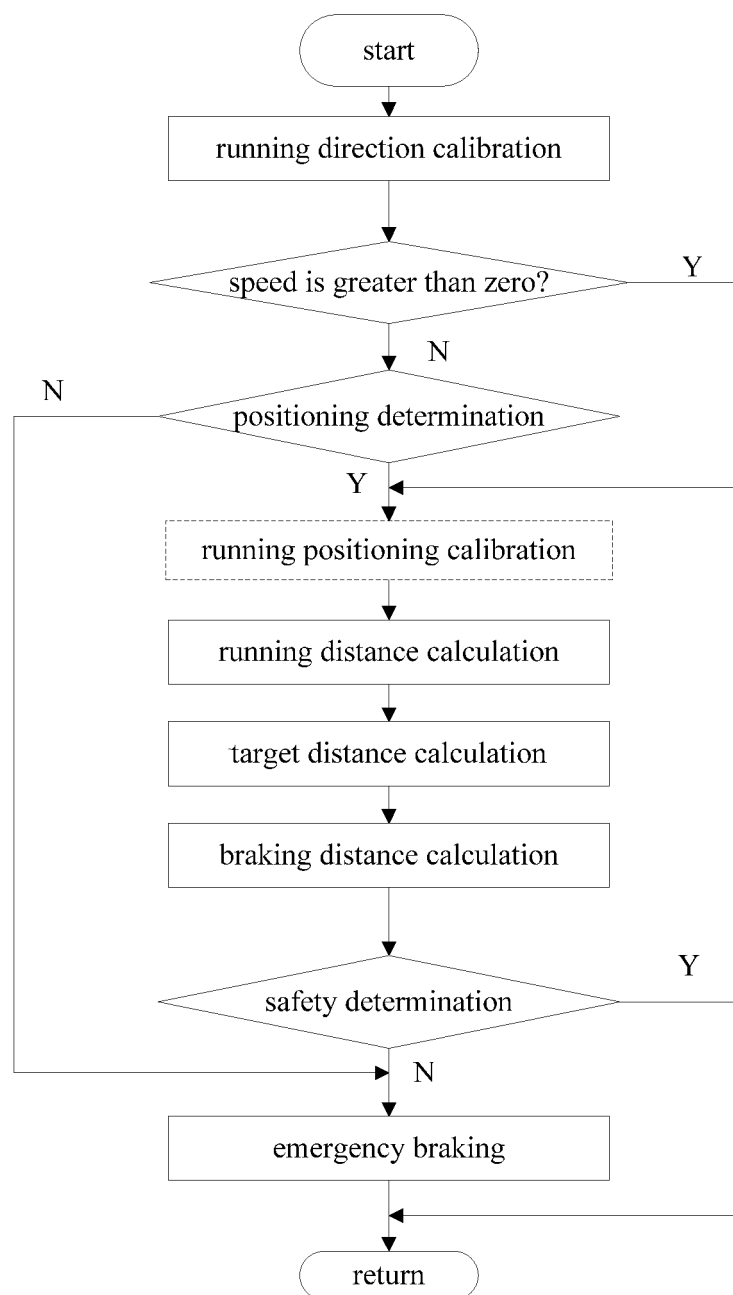 start
running direction calibration
speed is greater than zero?
Y
N
N
positioning determination
Y
running positioning calibration
running distance calculation
target distance calculation
braking distance calculation
Y
safety determination
N
emergency braking
return